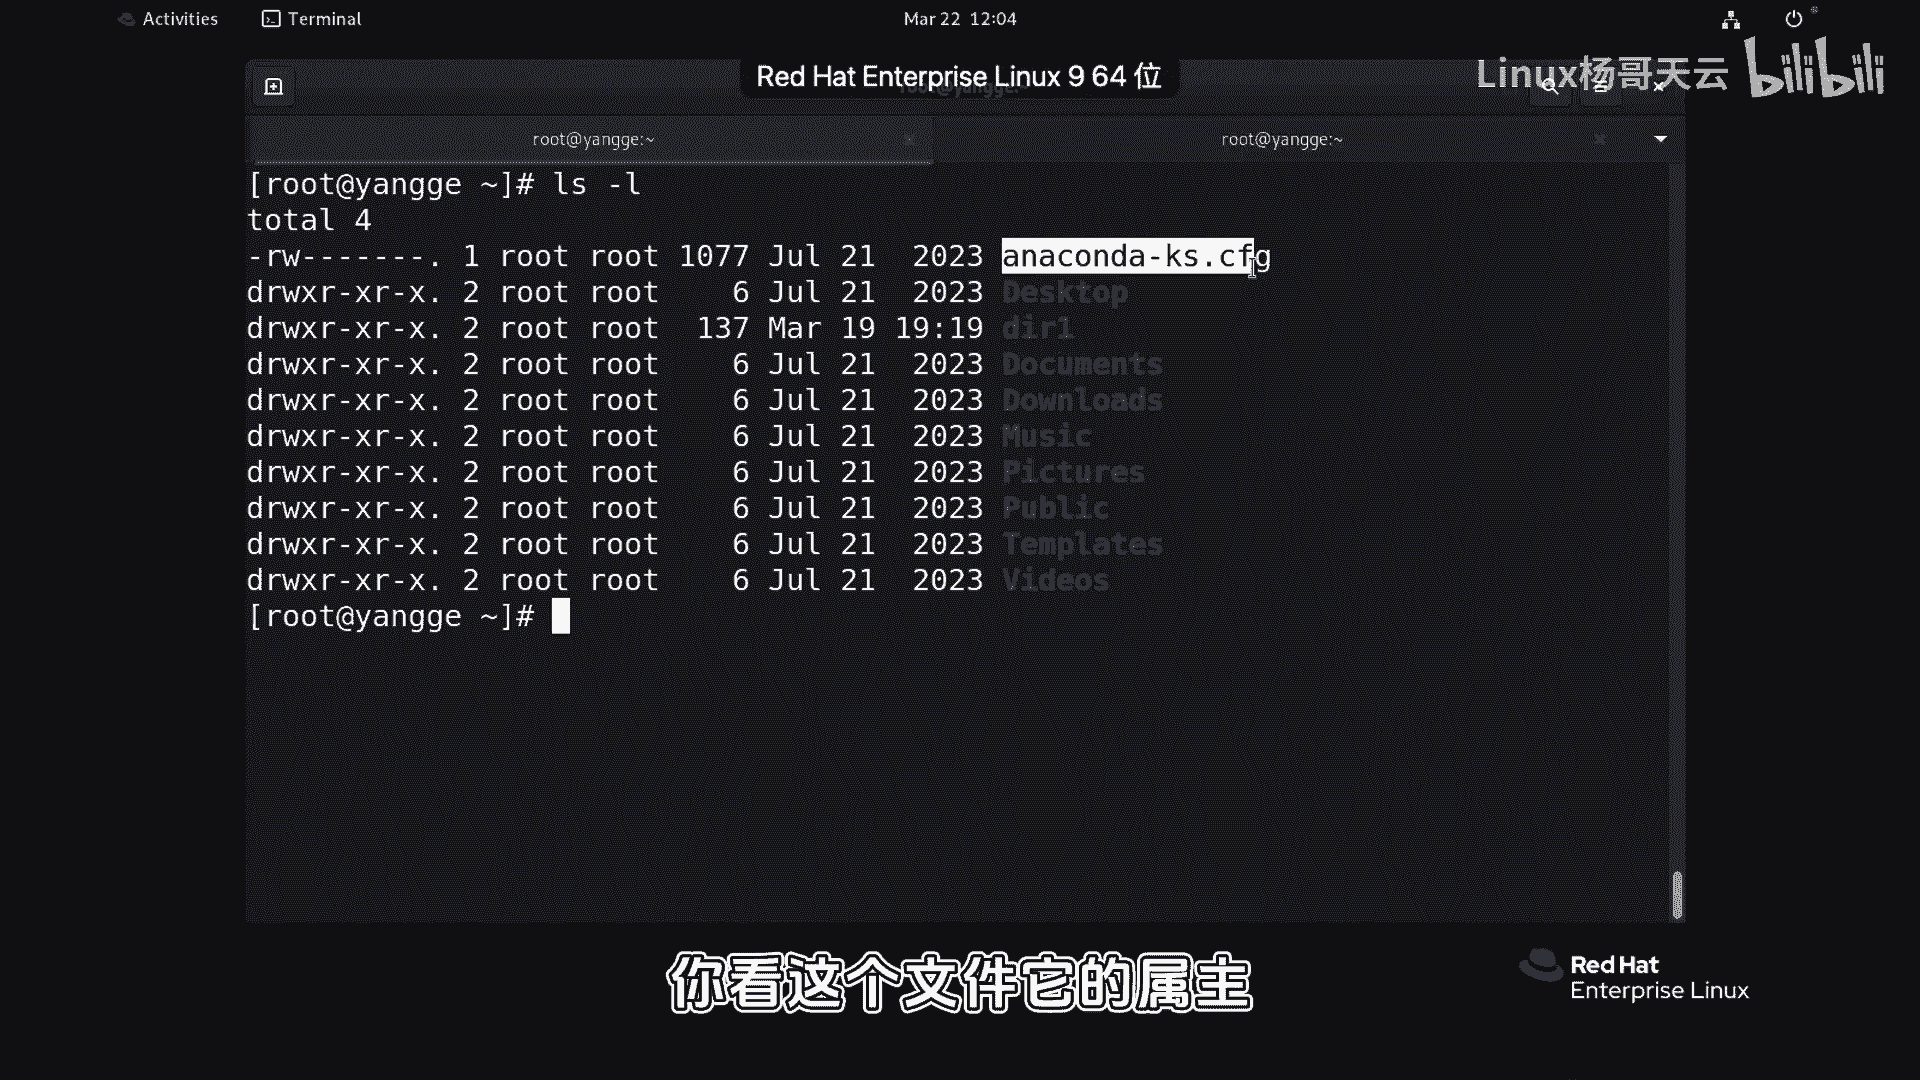 Activities
Terminal
Mar 22 12:04
Red Hat Enterprise Linux 9 64 位
Linux杨哥天云 bilibili
root@yangge:~
root@yangge:~
[root@yangge ~]# ls -l
total 4
-rw-------. 1 root root 1077 Jul 21  2023 anaconda-ks.cfg
drwxr-xr-x. 2 root root    6 Jul 21  2023 Desktop
drwxr-xr-x. 2 root root  137 Mar 19 19:19 dir1
drwxr-xr-x. 2 root root    6 Jul 21  2023 Documents
drwxr-xr-x. 2 root root    6 Jul 21  2023 Downloads
drwxr-xr-x. 2 root root    6 Jul 21  2023 Music
drwxr-xr-x. 2 root root    6 Jul 21  2023 Pictures
drwxr-xr-x. 2 root root    6 Jul 21  2023 Public
drwxr-xr-x. 2 root root    6 Jul 21  2023 Templates
drwxr-xr-x. 2 root root    6 Jul 21  2023 Videos
[root@yangge ~]#
你看这个文件它的属主
Red Hat
Enterprise Linux